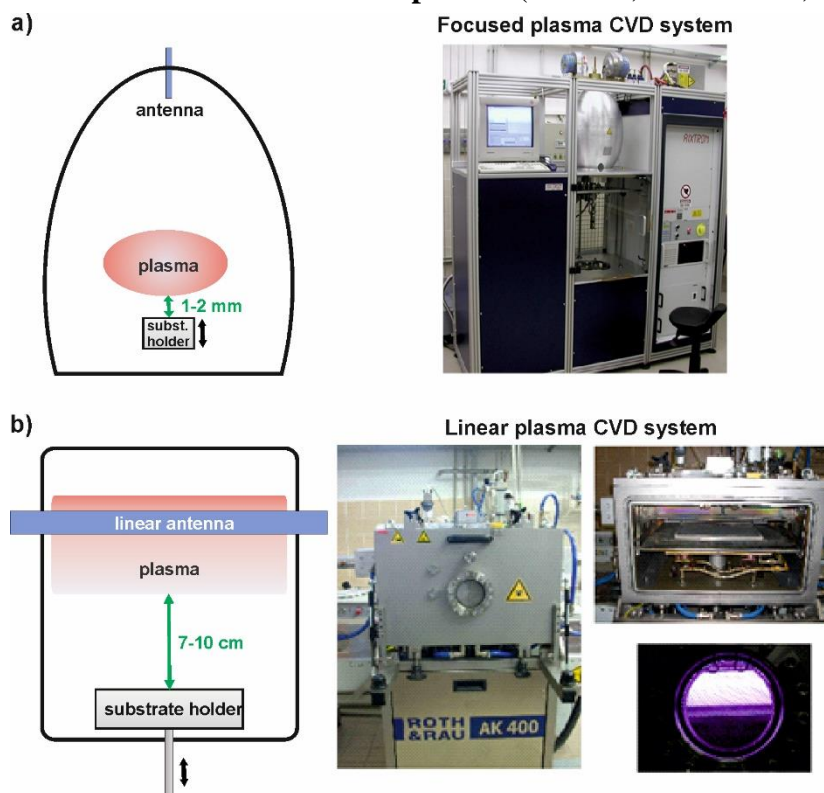 a)
Focused plasma CVD system
antenna
plasma
1-2 mm
subst.
holder
AIXTRON
b)
Linear plasma CVD system
linear antenna
plasma
7-10 cm
substrate holder
ROTH
&RAU AK 400